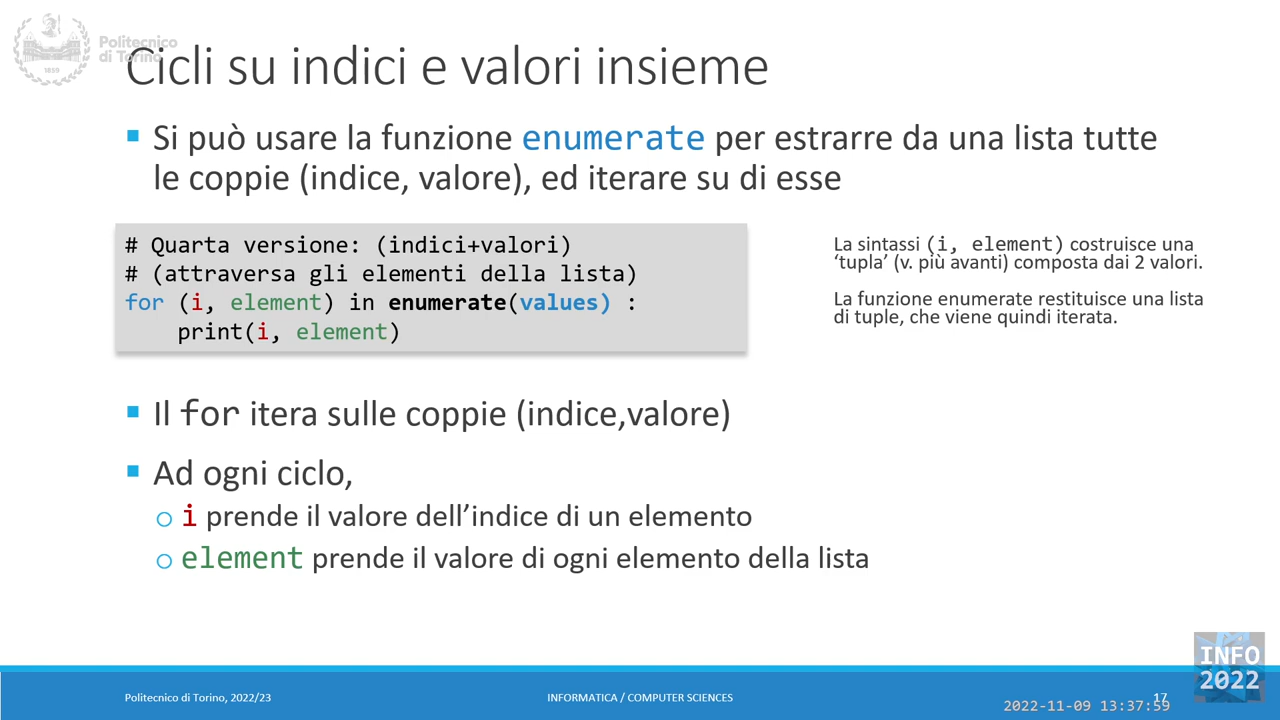 Politecnico
di Torino
1859
Cicli su indici e valori insieme
Si può usare la funzione enumerate per estrarre da una lista tutte
le coppie (indice, valore), ed iterare su di esse
# Quarta versione: (indici+valori)
# (attraversa gli elementi della lista)
for (i, element) in enumerate(values) :
    print(i, element)
La sintassi (i, element) costruisce una
‘tupla’ (v. più avanti) composta dai 2 valori.
La funzione enumerate restituisce una lista
di tuple, che viene quindi iterata.
Il for itera sulle coppie (indice,valore)
Ad ogni ciclo,
i prende il valore dell’indice di un elemento
element prende il valore di ogni elemento della lista
Politecnico di Torino, 2022/23
INFORMATICA / COMPUTER SCIENCES
17
INFO
2022
2022-11-09 13:37:59